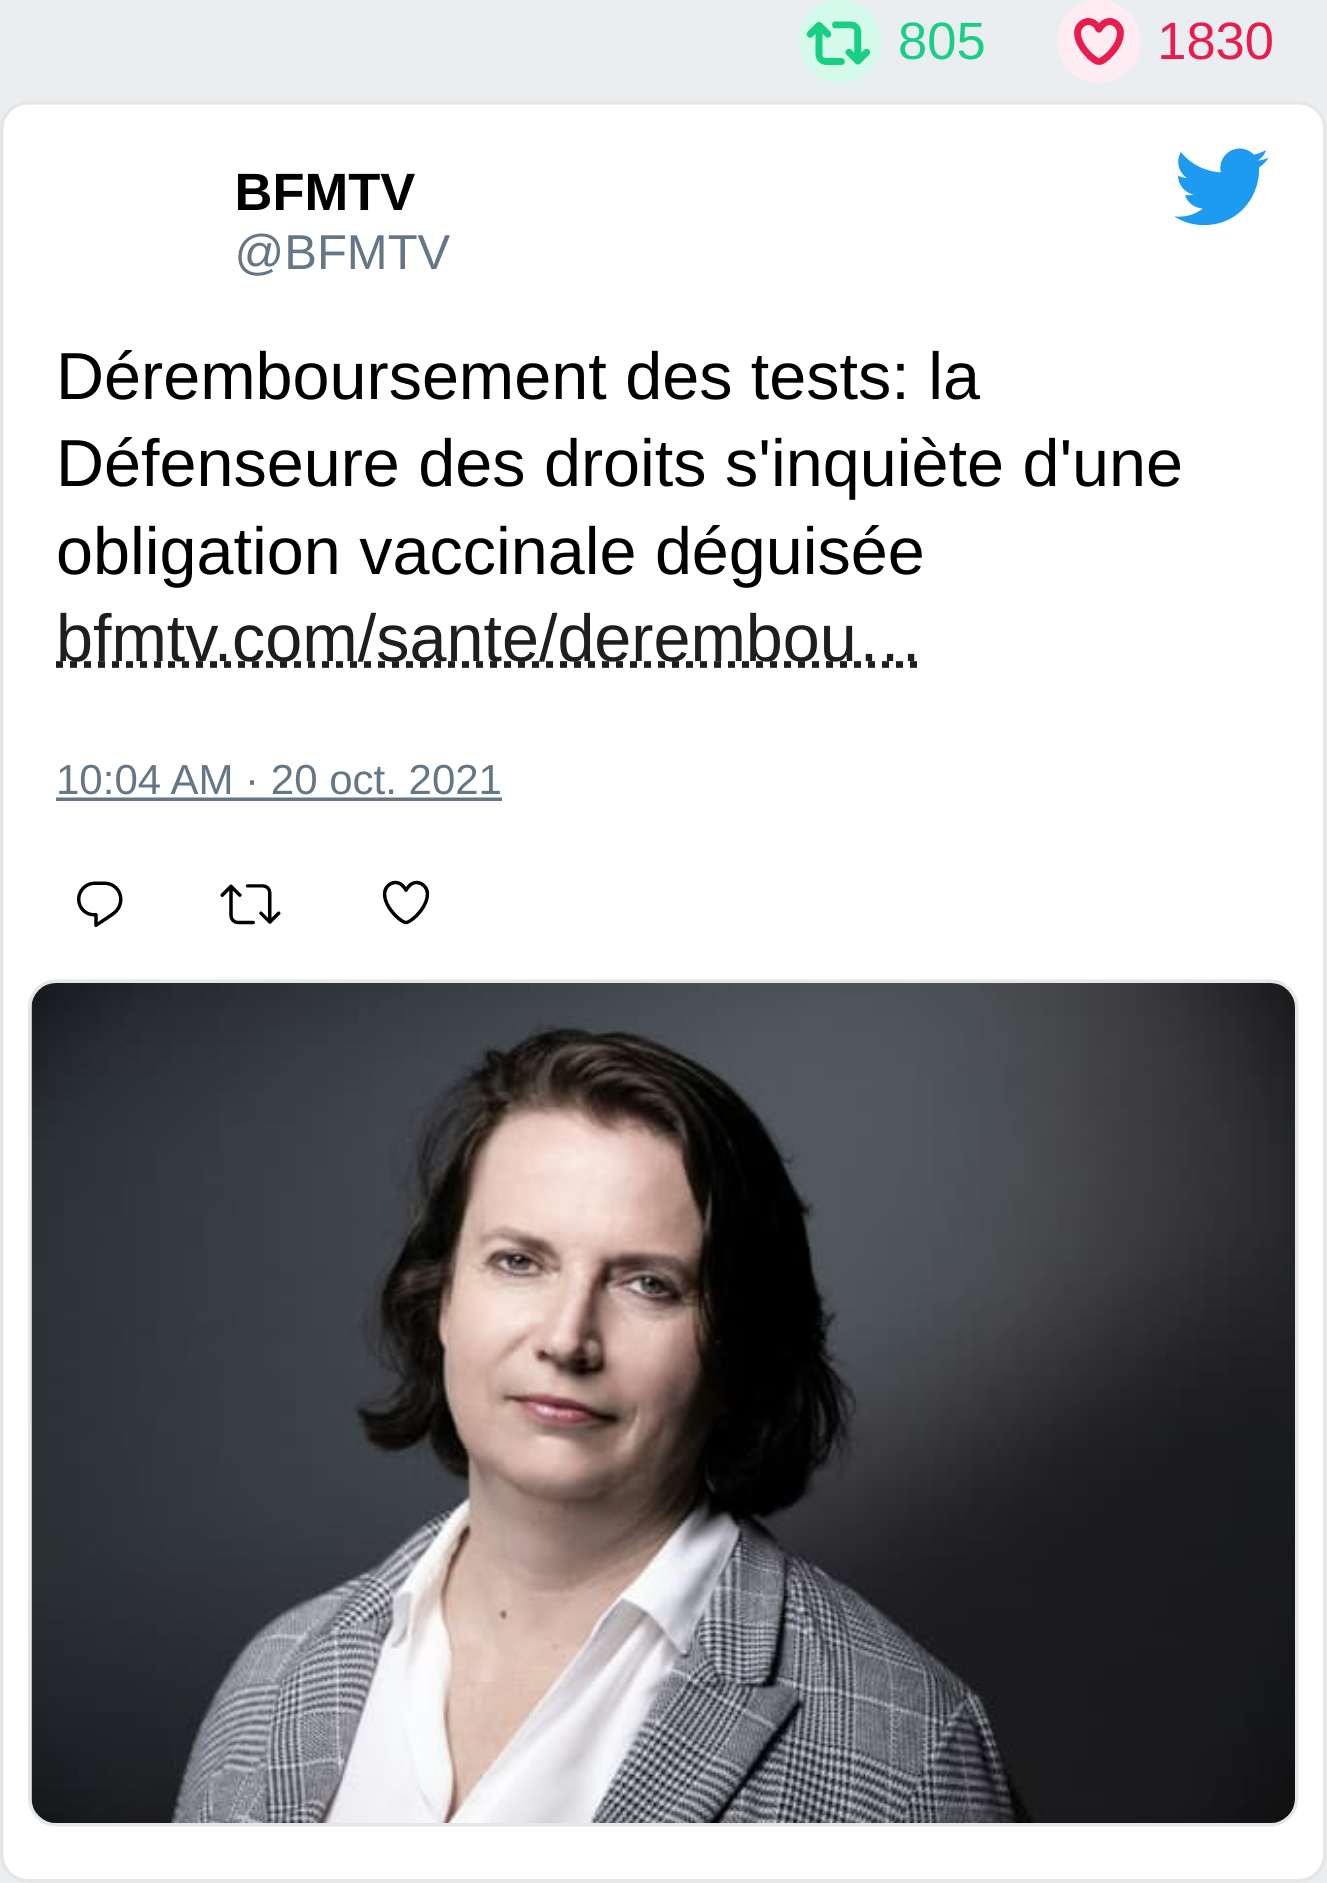 805 1830
BFMTV
@BFMTV
Déremboursement des tests: la
Défenseure des droits s'inquiète d'une
obligation vaccinale déguisée
bfmtv.com/sante/derembou…
10:04 AM · 20 oct. 2021